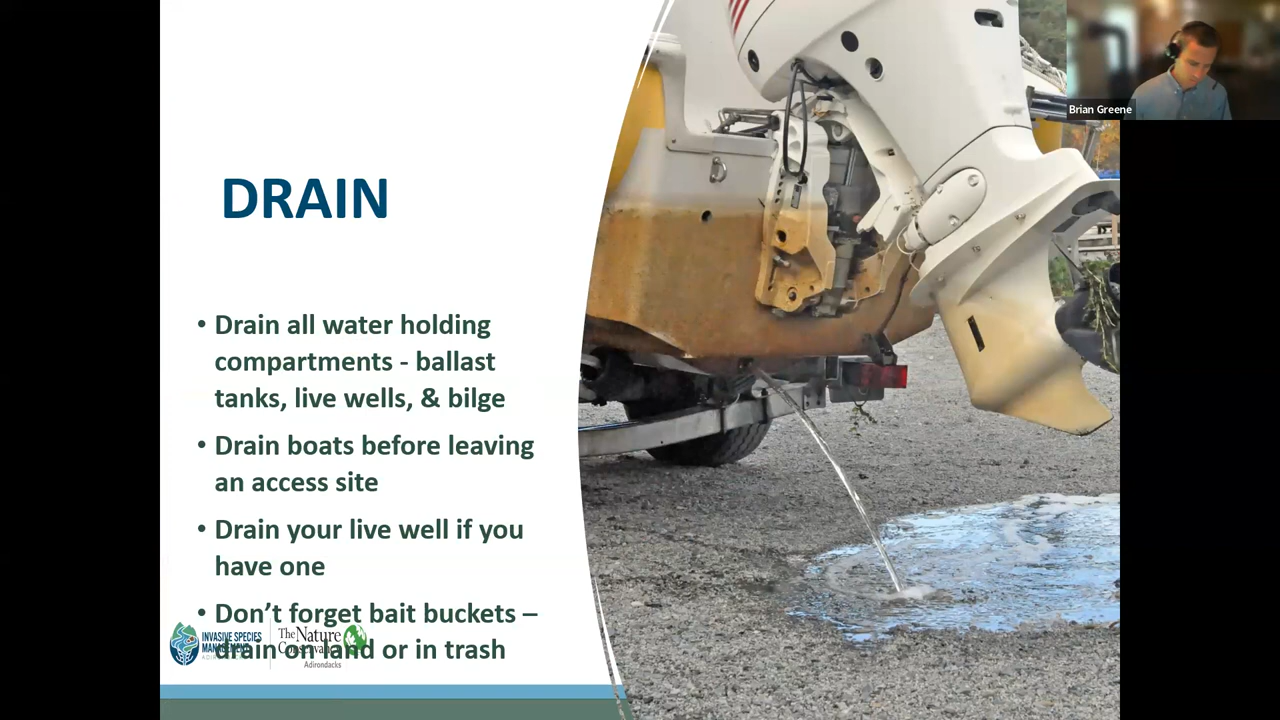 Brian Greene
DRAIN
• Drain all water holding
compartments - ballast
tanks, live wells, & bilge
• Drain boats before leaving
an access site
• Drain your live well if you
have one
• Don’t forget bait buckets –
drain on land or in trash
INVASIVE SPECIES
MANAGEMENT
The Nature
Conservancy
Adirondacks